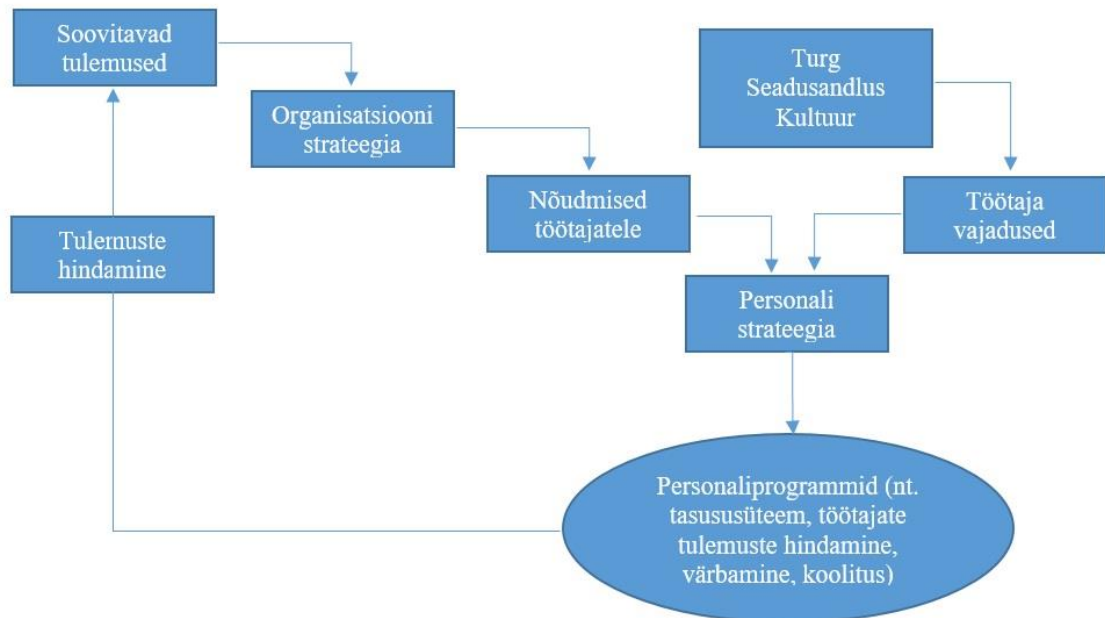 Soovitavad
tulemused
Organisatsiooni
strateegia
Turg
Seadusandlus
Kultuur
Nõudmised
töötajatele
Töötaja
vajadused
Tulemuste
hindamine
Personali
strateegia
Personaliprogrammid (nt.
tasususüsteem, töötajate
tulemuste hindamine,
värbamine, koolitus)